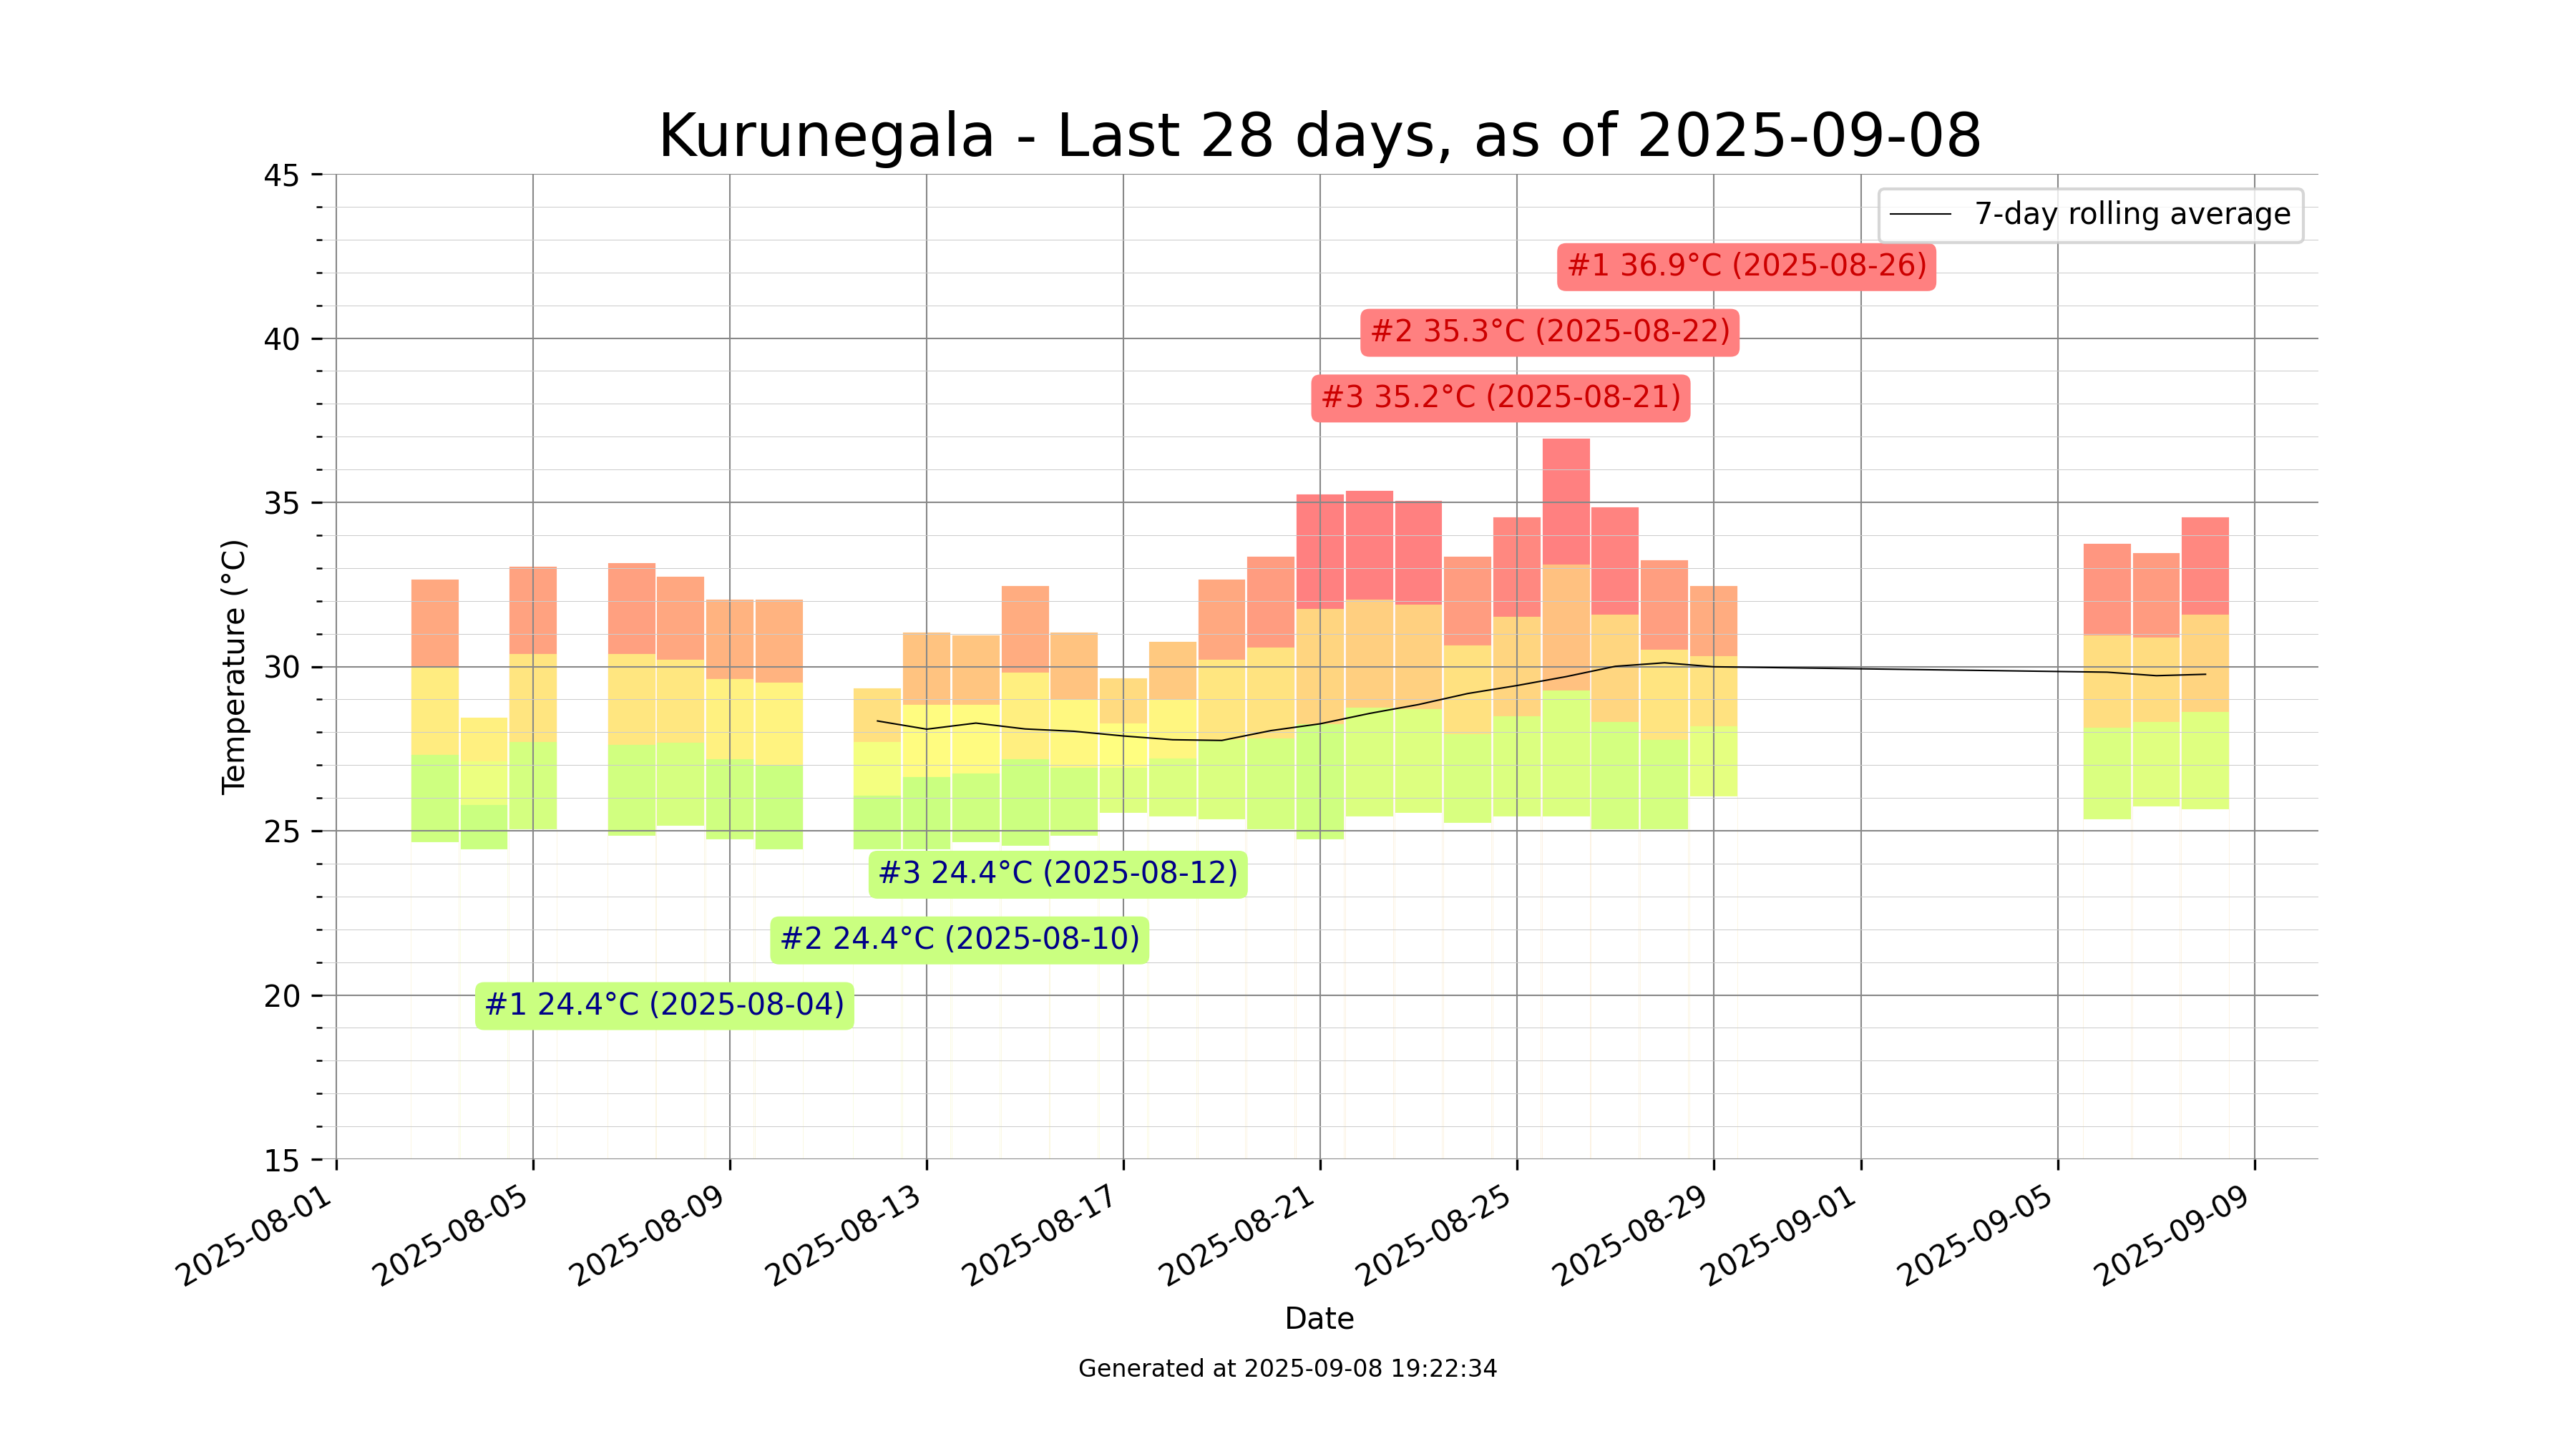 Kurunegala - Last 28 days, as of 2025-09-08
45
7-day rolling average
#1 36.9°C (2025-08-26)
40
#2 35.3°C (2025-08-22)
#3 35.2°C (2025-08-21)
35
30
Temperature (°C)
25
#3 24.4°C (2025-08-12)
#2 24.4°C (2025-08-10)
20
#1 24.4°C (2025-08-04)
15
2025-08-01
2025-08-05
2025-08-09
2025-08-13
2025-08-17
2025-08-21
2025-08-25
2025-08-29
2025-09-01
2025-09-05
2025-09-09
Date
Generated at 2025-09-08 19:22:34